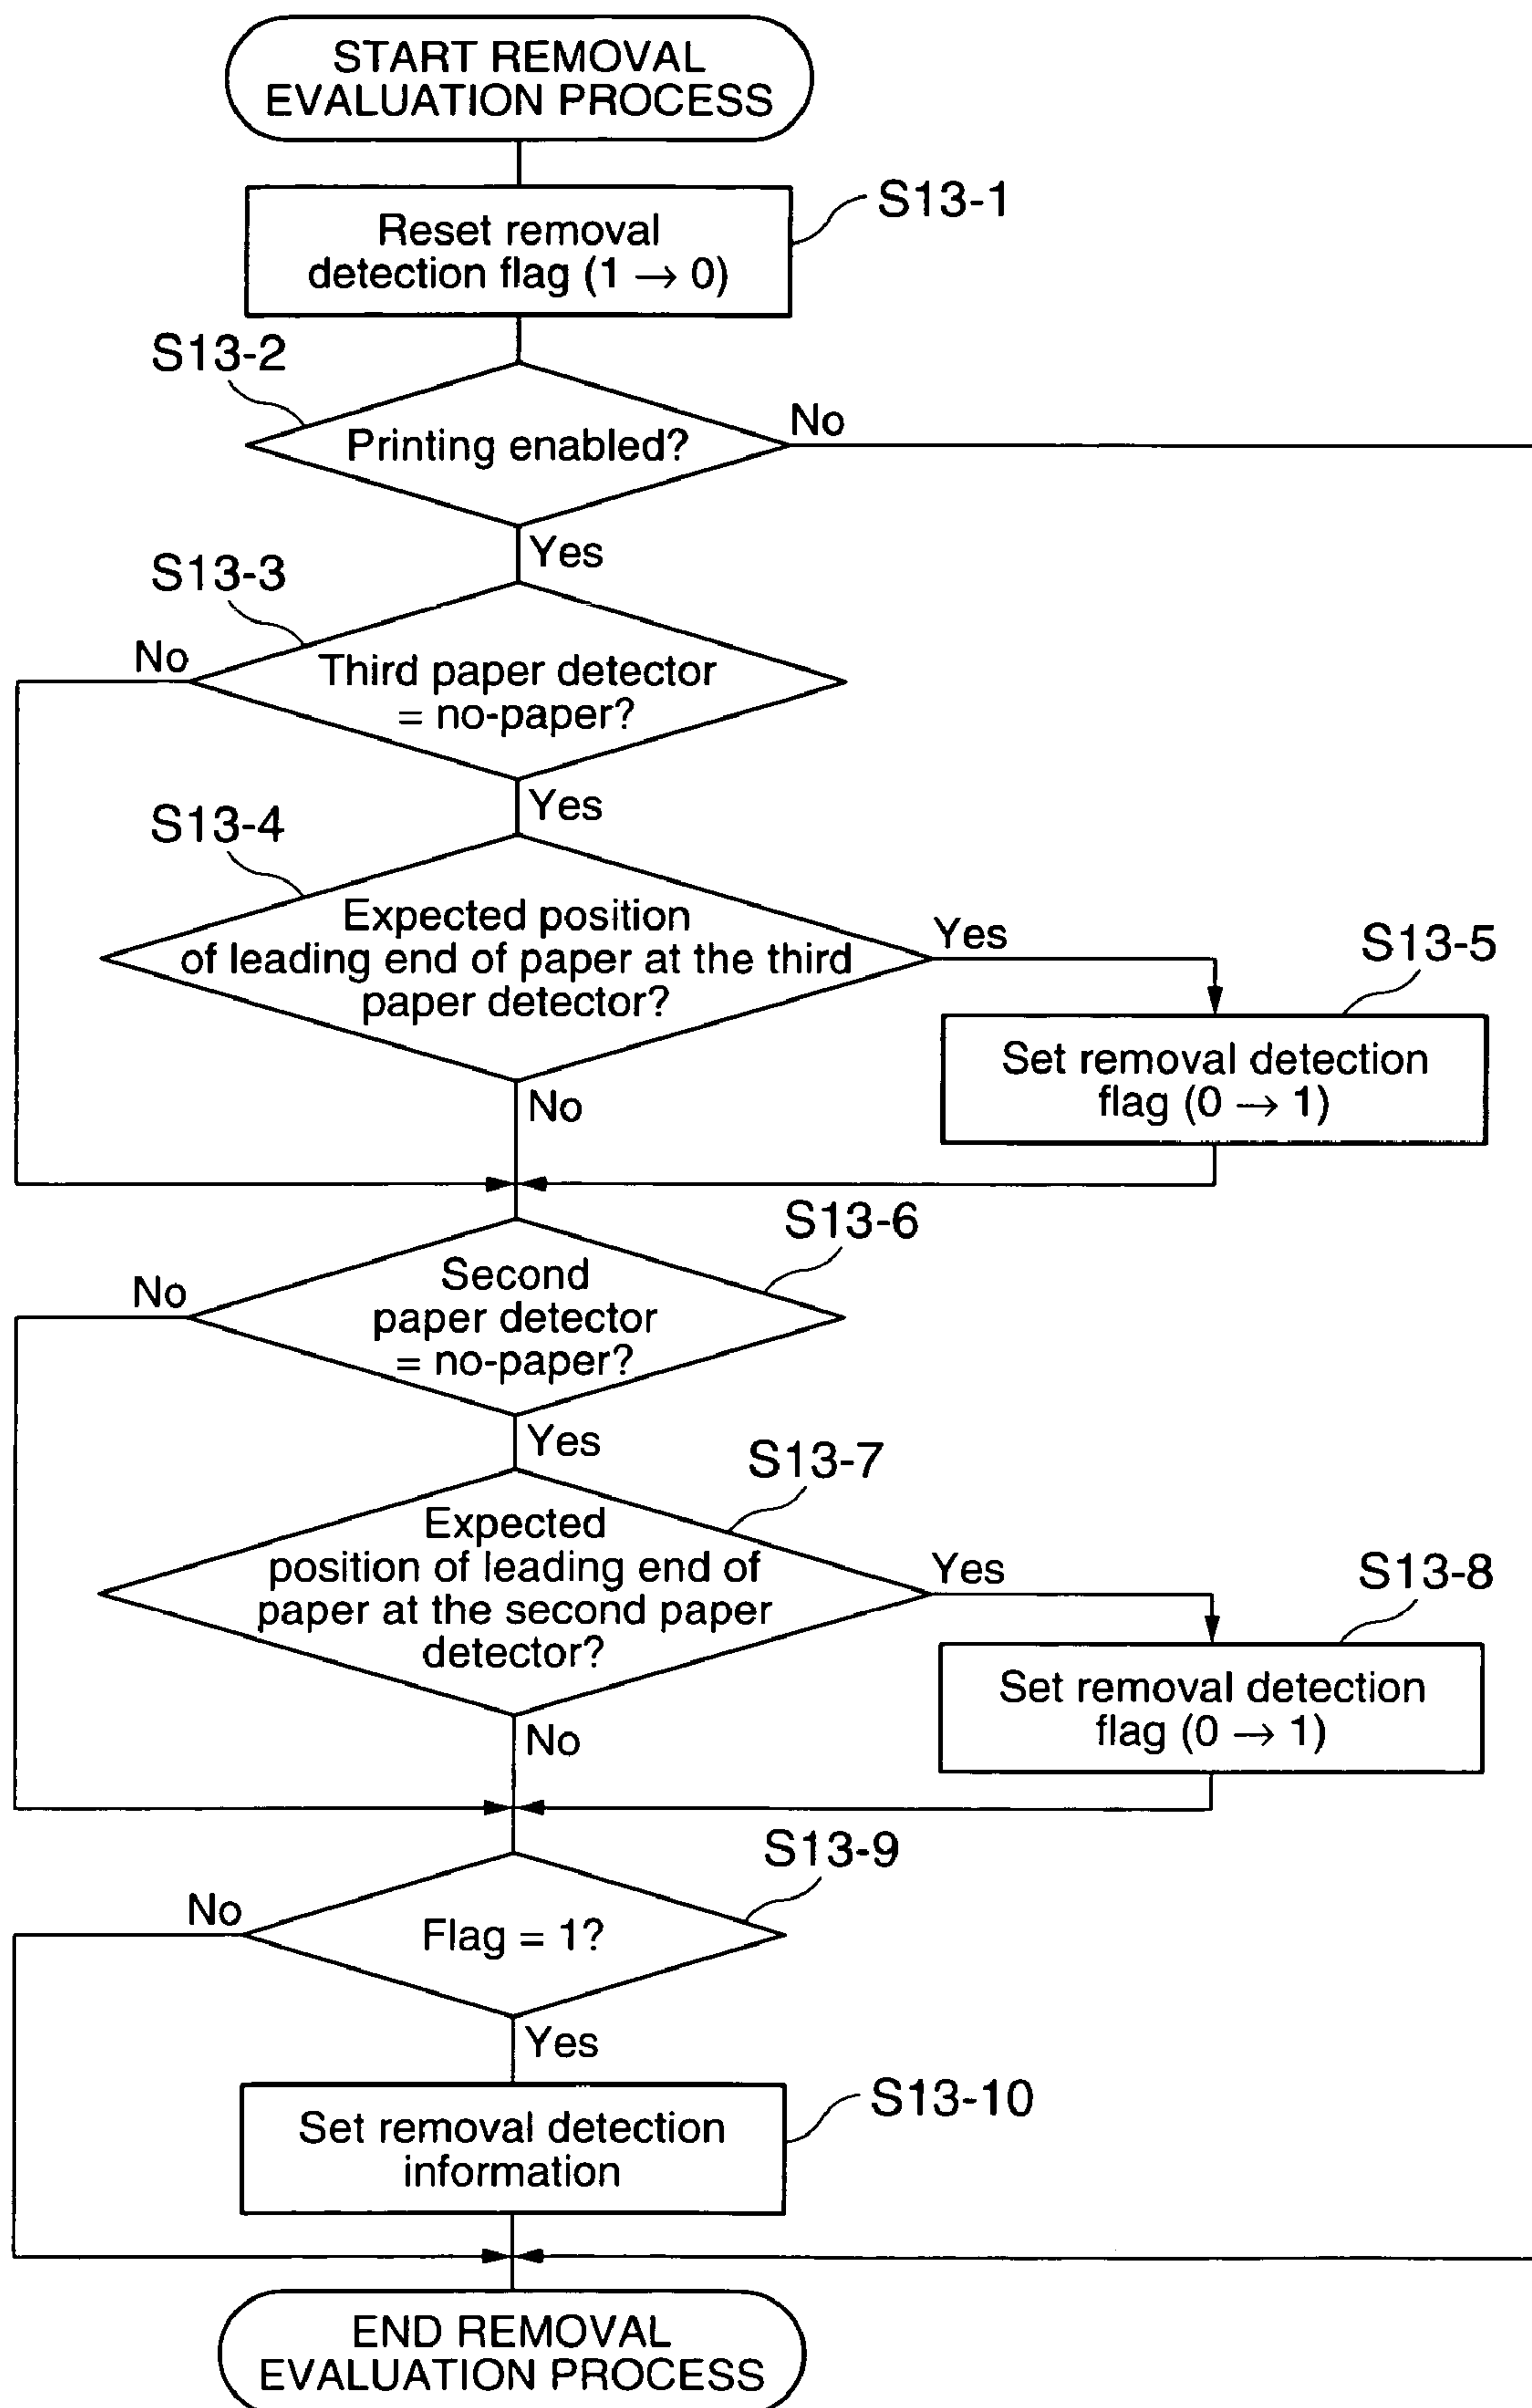 START REMOVAL
EVALUATION PROCESS
S13-1
Reset removal
detection flag (1 → 0)
S13-2
Printing enabled?
No
Yes
S13-3
No
Third paper detector
= no-paper?
Yes
S13-4
Expected position
of leading end of paper at the third
paper detector?
Yes
S13-5
Set removal detection
flag (0 → 1)
No
S13-6
No
Second
paper detector
= no-paper?
Yes
S13-7
Expected
position of leading end of
paper at the second paper
detector?
Yes
S13-8
Set removal detection
flag (0 → 1)
No
S13-9
No
Flag = 1?
Yes
S13-10
Set removal detection
information
END REMOVAL
EVALUATION PROCESS